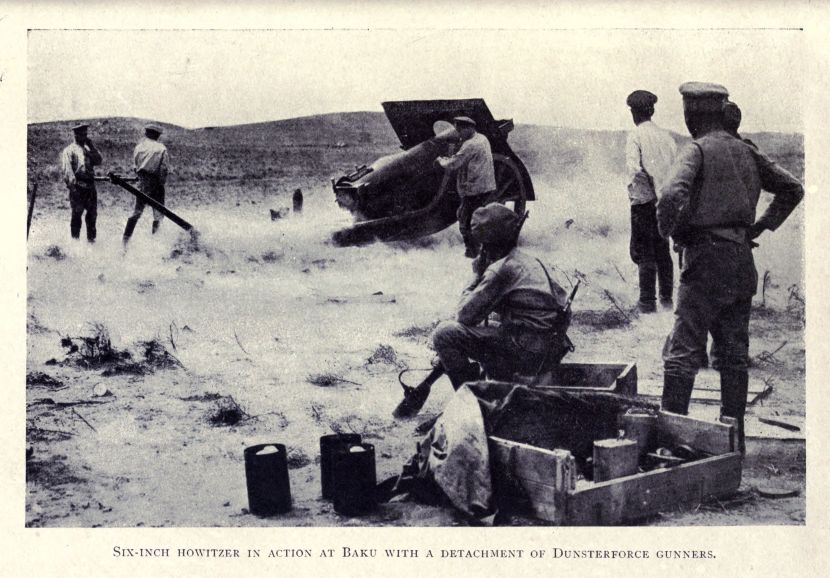 Six-inch howitzer in action at Baku with a detachment of Dunsterforce gunners.